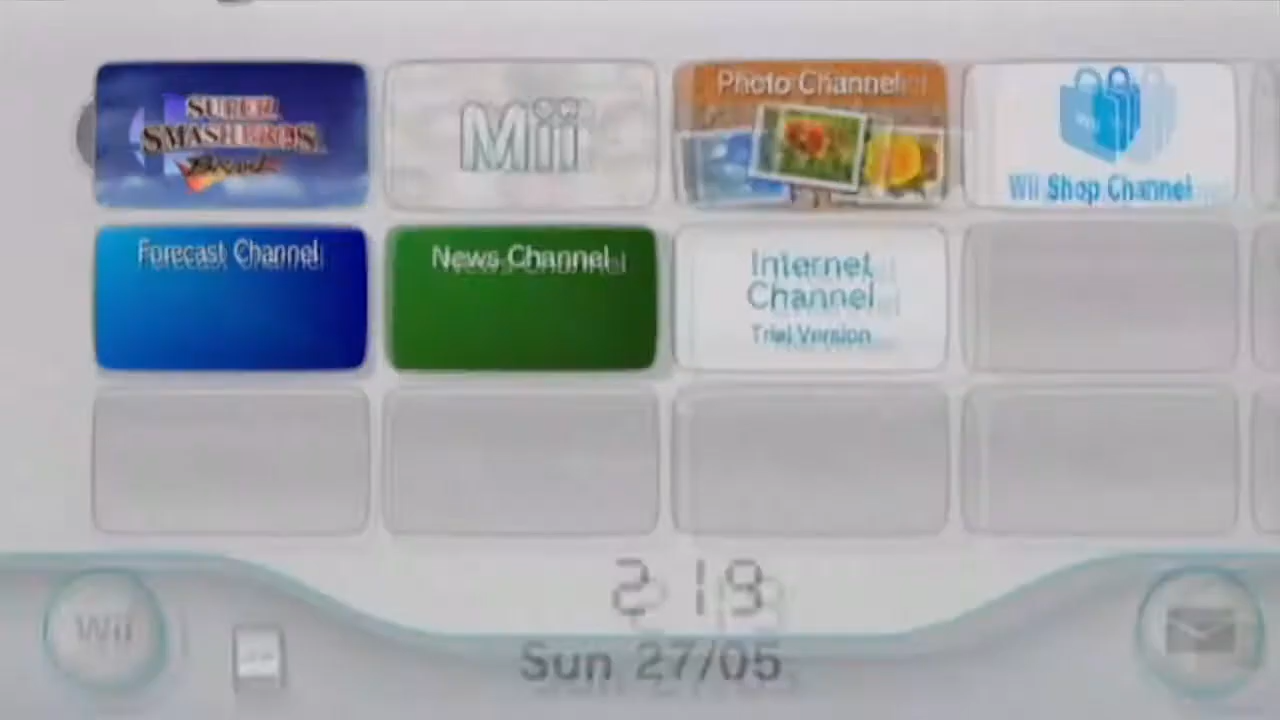 SUPER
SMASH BROS.
Brawl
Mii
Photo Channel
Wii Shop Channel
Forecast Channel
News Channel
Internet
Channel
Trial Version
2 19
Wii
Sun 27/05